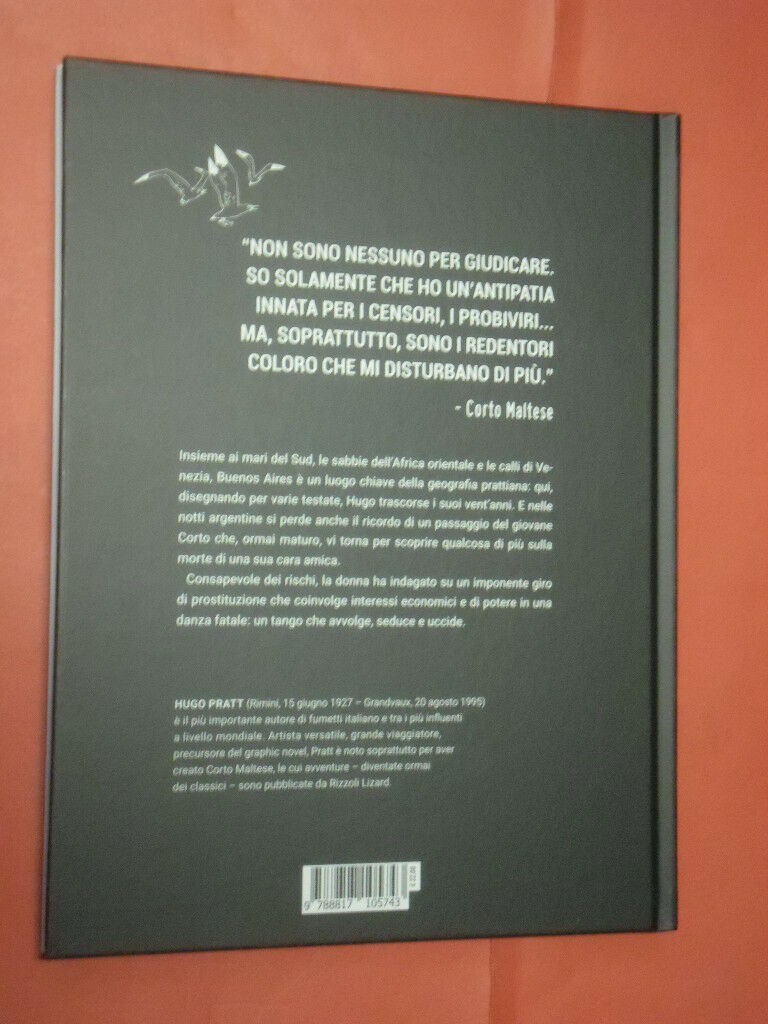 “NON SONO NESSUNO PER GIUDICARE.
SO SOLAMENTE CHE HO UN’ANTIPATIA
INNATA PER I CENSORI, I PROBIVIRI...
MA, SOPRATTUTTO, SONO I REDENTORI
COLORO CHE MI DISTURBANO DI PIÙ.”
- Corto Maltese
Insieme ai mari del Sud, le sabbie dell’Africa orientale e le calli di Ve-
nezia, Buenos Aires è un luogo chiave della geografia prattiana: qui,
disegnando per varie testate, Hugo trascorse i suoi vent’anni. E nelle
notti argentine si perde anche il ricordo di un passaggio del giovane
Corto che, ormai maturo, vi torna per scoprire qualcosa di più sulla
morte di una sua cara amica.
Consapevole dei rischi, la donna ha indagato su un imponente giro
di prostituzione che coinvolge interessi economici e di potere in una
danza fatale: un tango che avvolge, seduce e uccide.
HUGO PRATT (Rimini, 15 giugno 1927 – Grandvaux, 20 agosto 1995)
è il più importante autore di fumetti italiano e tra i più influenti
a livello mondiale. Artista versatile, grande viaggiatore,
precursore del graphic novel, Pratt è noto soprattutto per aver
creato Corto Maltese, le cui avventure – diventate ormai
dei classici – sono pubblicate da Rizzoli Lizard.
9 788817 105743